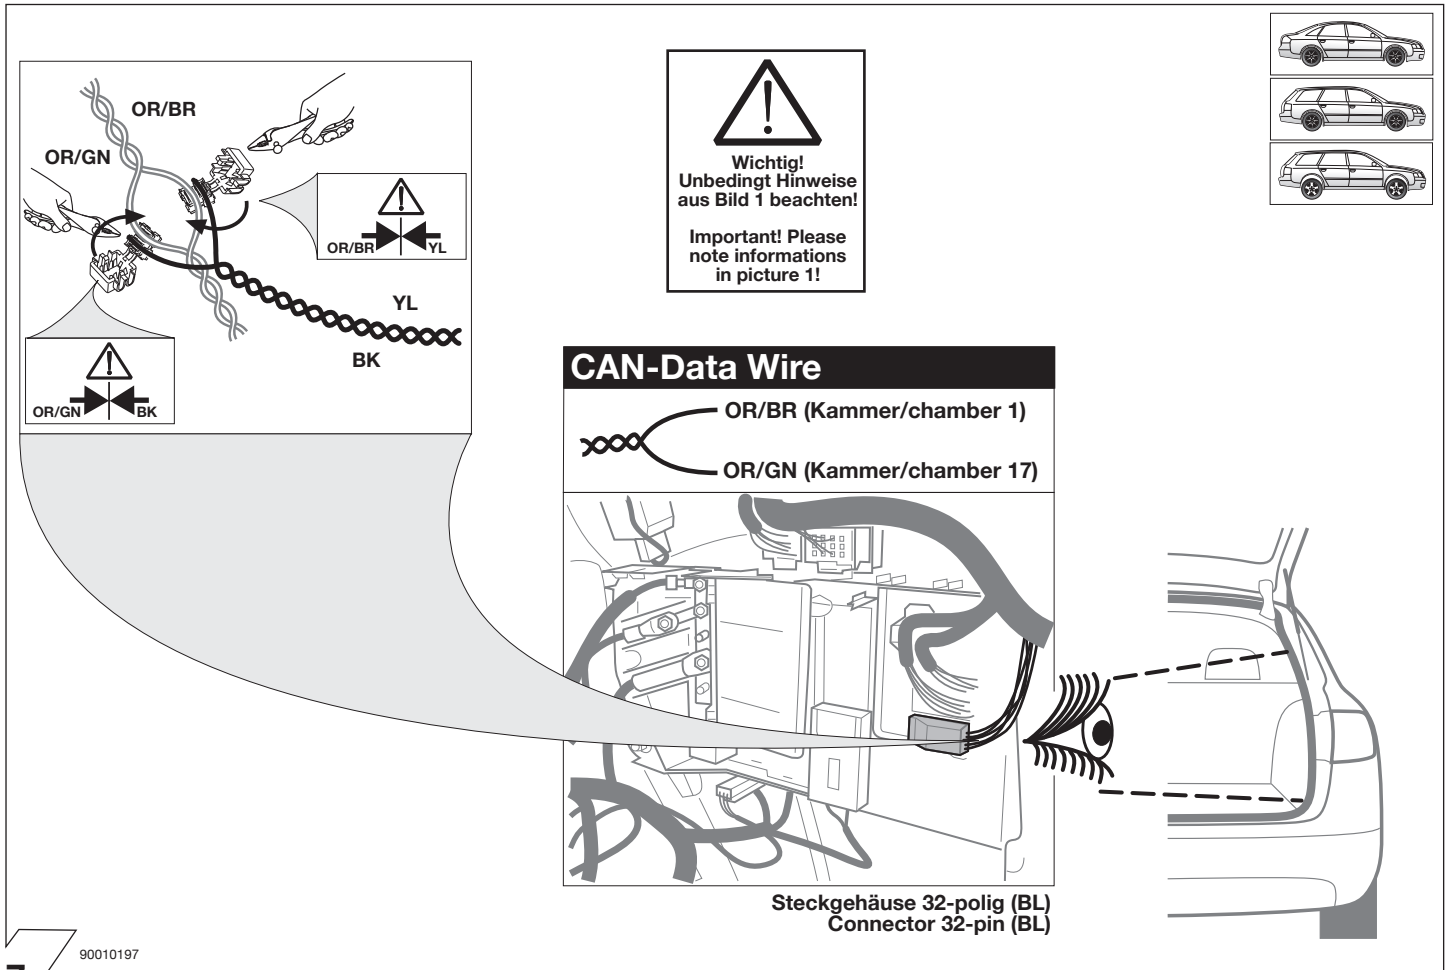 OR/BR
OR/GN
OR/BR YL
YL
BK
OR/GN BK
Wichtig!
Unbedingt Hinweise
aus Bild 1 beachten!
Important! Please
note informations
in picture 1!
CAN-Data Wire
OR/BR (Kammer/chamber 1)
OR/GN (Kammer/chamber 17)
Steckgehäuse 32-polig (BL)
Connector 32-pin (BL)
90010197